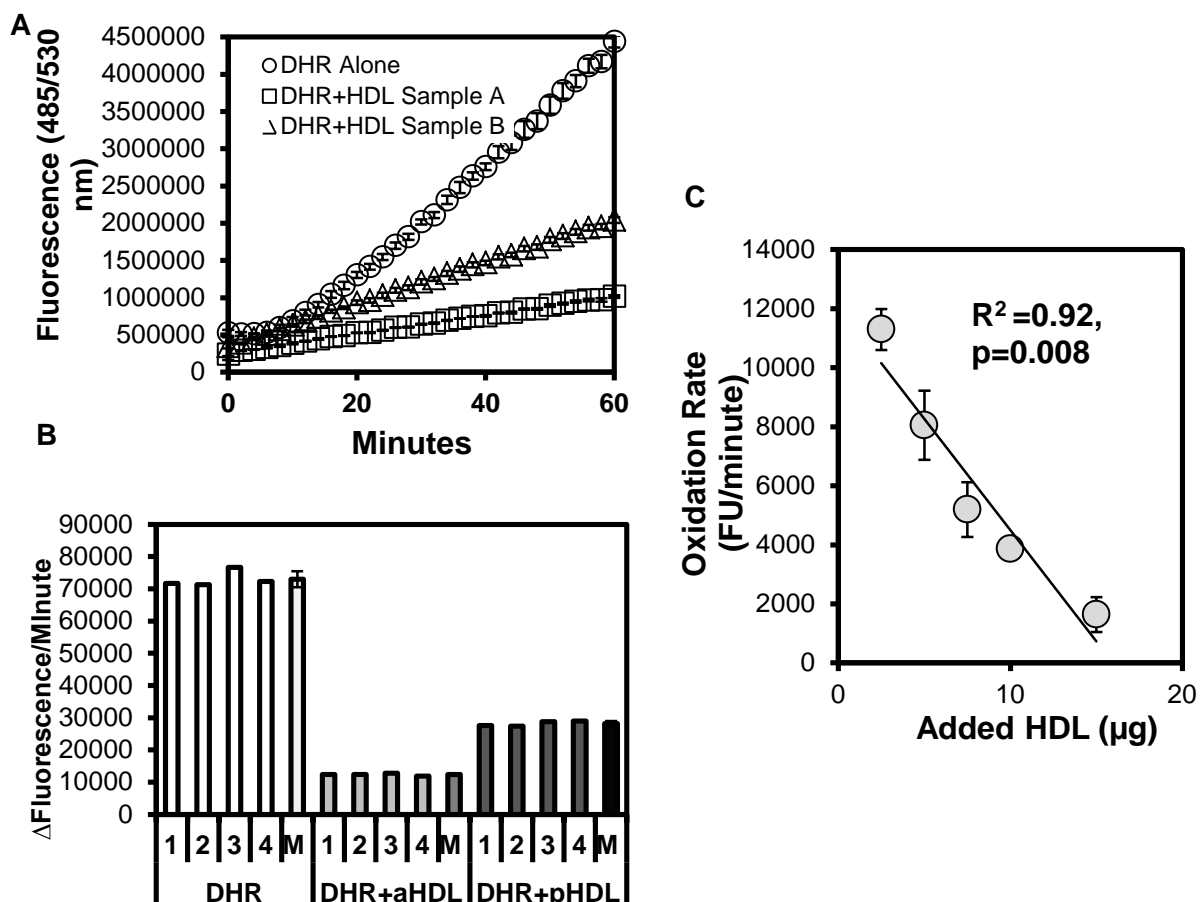 A
Fluorescence (485/530
nm)
4500000
4000000
3500000
3000000
2500000
2000000
1500000
1000000
500000
0
DHR Alone
DHR+HDL Sample A
DHR+HDL Sample B
0 20 40 60
Minutes
B
ΔFluorescence/MInute
90000
80000
70000
60000
50000
40000
30000
20000
10000
0
1 2 3 4 M 1 2 3 4 M 1 2 3 4 M
DHR DHR+aHDL DHR+pHDL
C
Oxidation Rate
(FU/minute)
14000
12000
10000
8000
6000
4000
2000
0
R² =0.92,
p=0.008
0 10 20
Added HDL (µg)